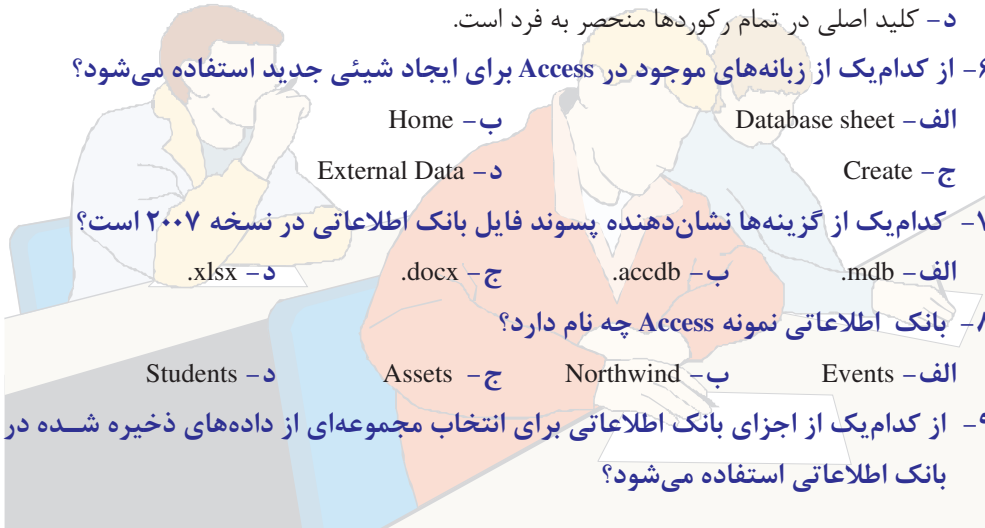 د- کلید اصلی در تمام رکوردها منحصر به فرد است.
۶- از کدام‌یک از زبانه‌های موجود در Access برای ایجاد شیئی جدید استفاده می‌شود؟
الف- Database sheet ب- Home
ج- Create د- External Data
۷- کدام‌یک از گزینه‌ها نشان‌دهنده پسوند فایل بانک اطلاعاتی در نسخه ۲۰۰۷ است؟
الف- .mdb ب- .accdb ج- .docx د- .xlsx
۸- بانک اطلاعاتی نمونه Access چه نام دارد؟
الف- Events ب- Northwind ج- Assets د- Students
۹- از کدام‌یک از اجزای بانک اطلاعاتی برای انتخاب مجموعه‌ای از داده‌های ذخیره شده در
بانک اطلاعاتی استفاده می‌شود؟